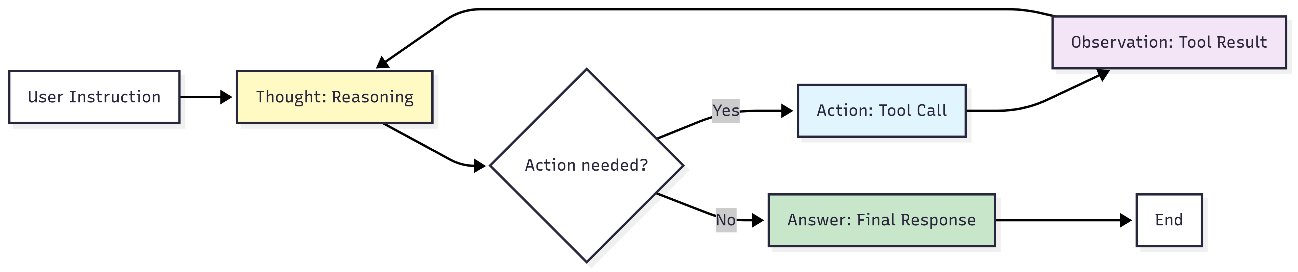 User Instruction
Thought: Reasoning
Action needed?
Yes
Action: Tool Call
Observation: Tool Result
No
Answer: Final Response
End